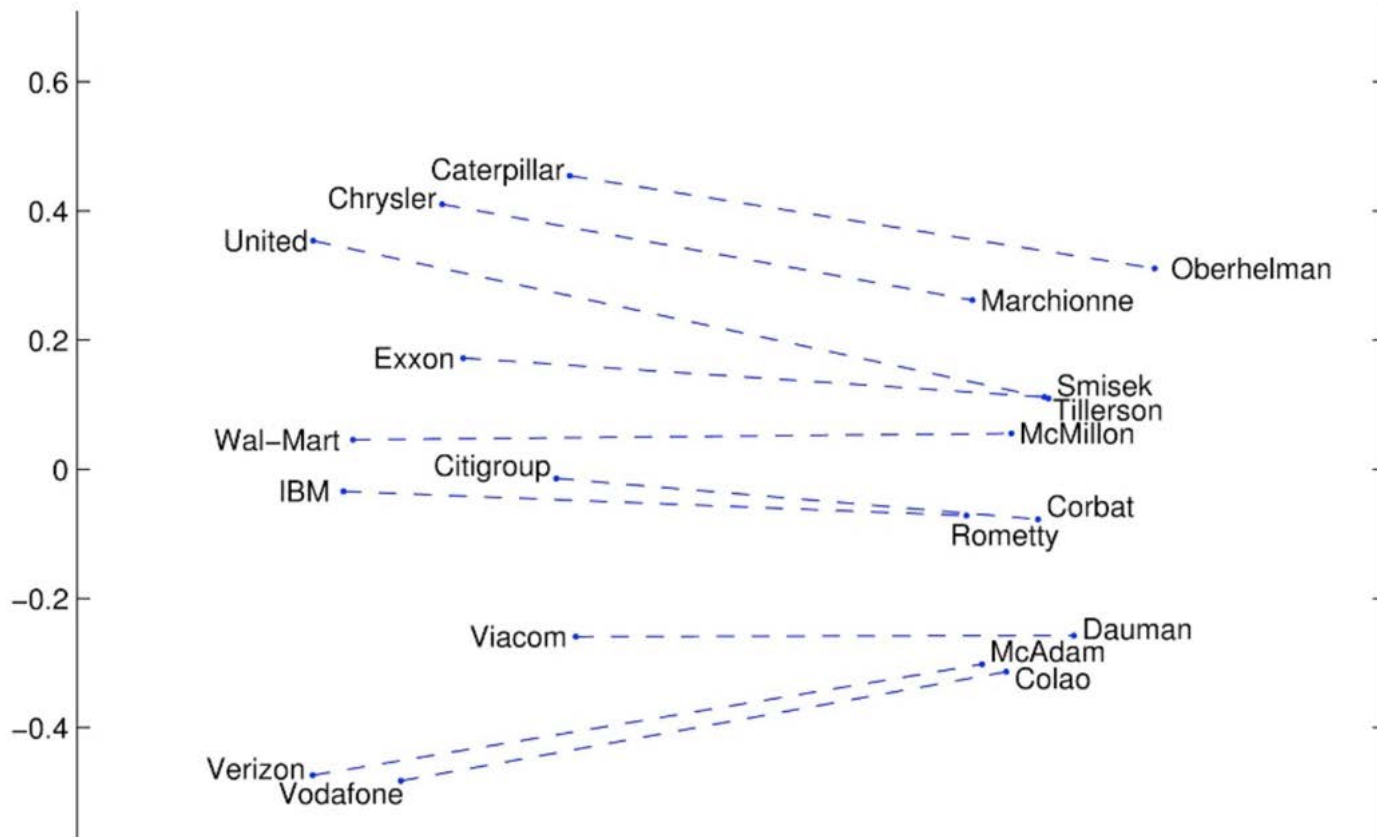 0.6
Caterpillar
Chrysler
0.4
United
Oberhelman
Marchionne
0.2
Exxon
Smisek
Tillerson
Wal-Mart
McMillon
0
Citigroup
IBM
Corbat
Rometty
-0.2
Viacom
Dauman
McAdam
Colao
-0.4
Verizon
Vodafone